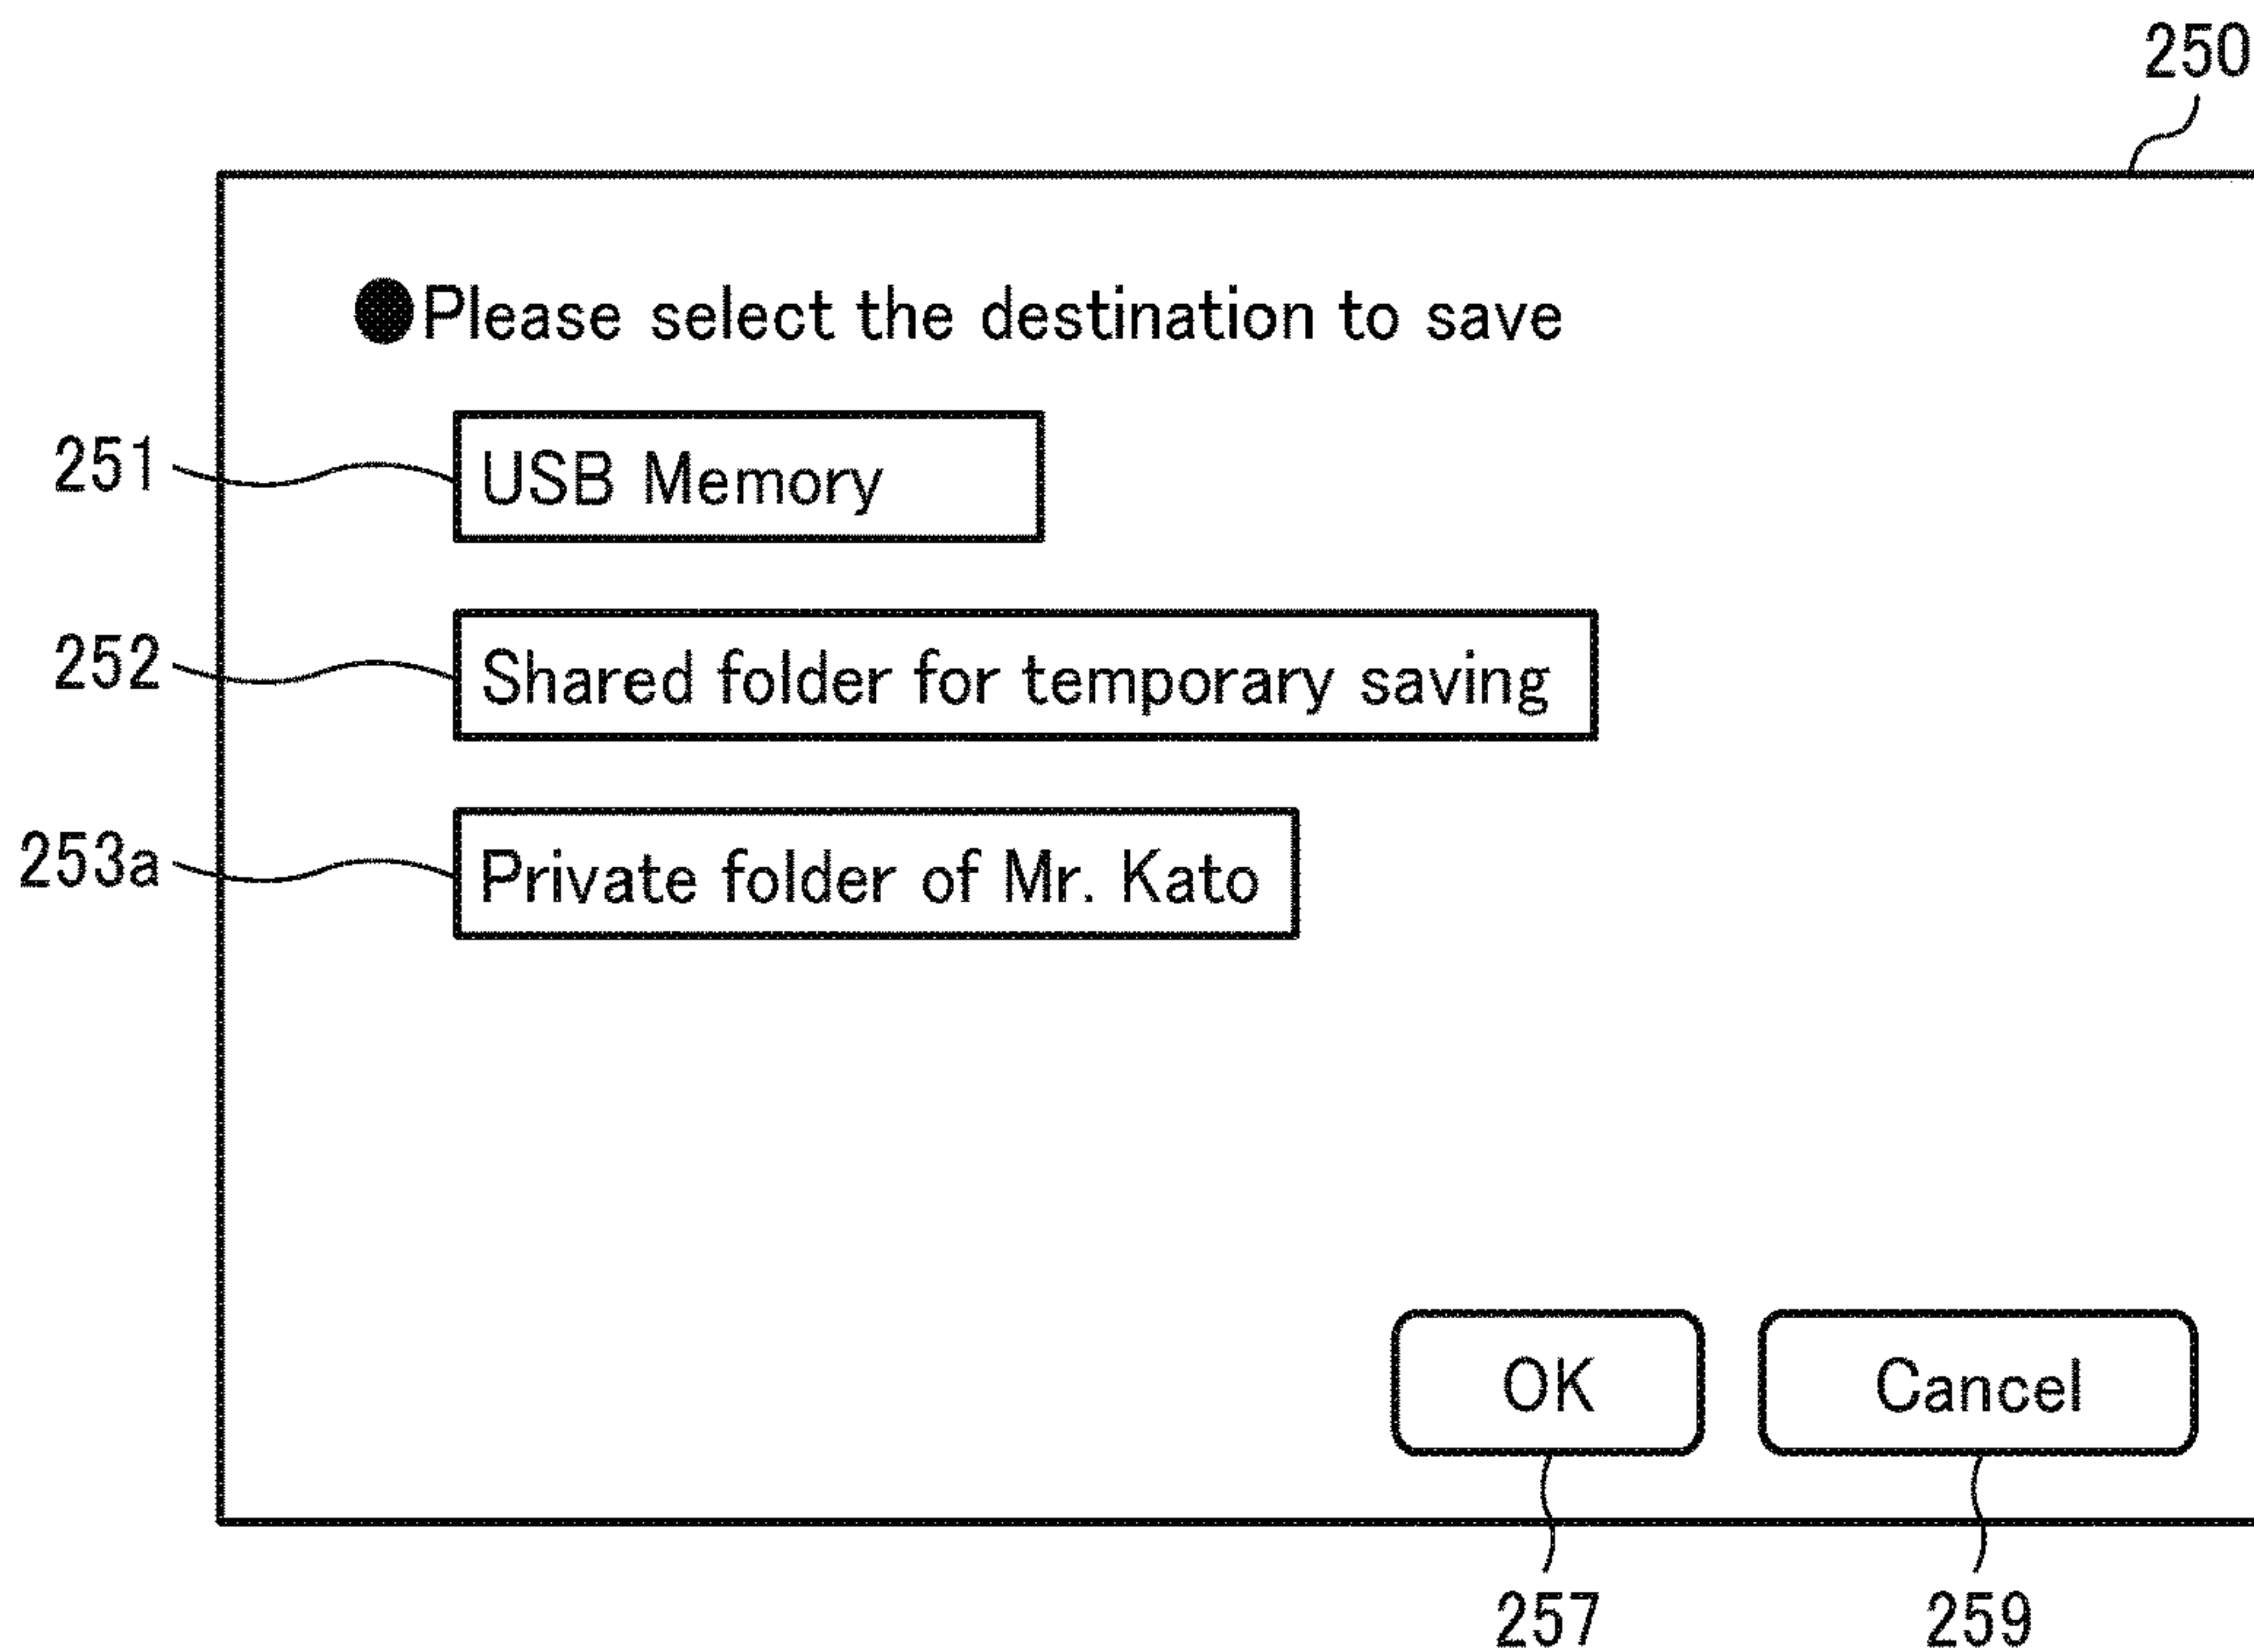 250
●Please select the destination to save
251 USB Memory
252 Shared folder for temporary saving
253a Private folder of Mr. Kato
OK Cancel
257 259